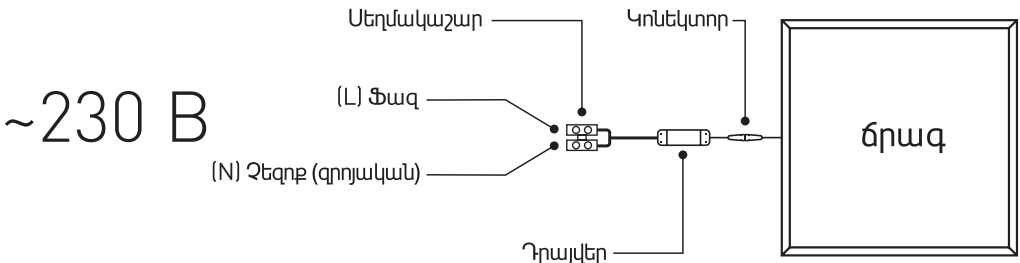 Սեղմակաշար
Կոնեկտոր
(L) Ֆազ
~230 В
ճրագ
(N) Չեզոք (զրոյական)
Դրայվեր